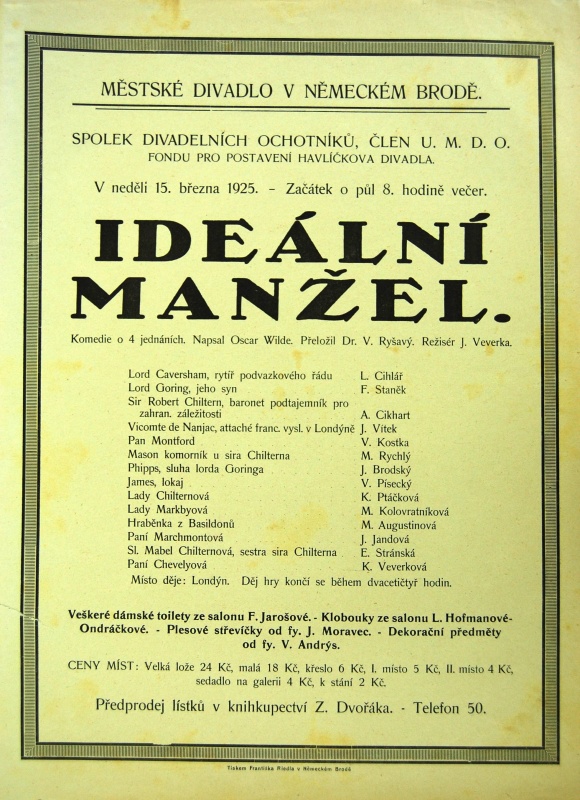 MĚSTSKÉ DIVADLO V NĚMECKÉM BRODĚ.
SPOLEK DIVADELNÍCH OCHOTNÍKŮ, ČLEN U. M. D. O.
FONDU PRO POSTAVENÍ HAVLÍČKOVA DIVADLA.
V neděli 15. března 1925. – Začátek o půl 8. hodině večer.
IDEÁLNÍ
MANŽEL.
Komedie o 4 jednáních. Napsal Oscar Wilde. Přeložil Dr. V. Ryšavý. Režisér J. Veverka.
Lord Caversham, rytíř podvazkového řádu L. Cihlář
Lord Goring, jeho syn F. Staněk
Sir Robert Chiltern, baronet podtajemník pro
zahran. záležitosti A. Cikhart
Vicomte de Nanjac, attaché franc. vysl. v Londýně J. Vítek
Pan Montford V. Kostka
Mason komorník u sira Chilterna M. Rychlý
Phipps, sluha lorda Goringa J. Brodský
James, lokaj V. Písecký
Lady Chilternová K. Ptáčková
Lady Markbyová M. Kolovratníková
Hraběnka z Basildonů M. Augustinová
Paní Marchmontová J. Jandová
Sl. Mabel Chilternová, sestra sira Chilterna E. Stránská
Paní Chevelyová K. Veverková
Místo děje: Londýn. Děj hry končí se během dvacetičtyř hodin.
Veškeré dámské toilety ze salonu F. Jarošové. - Klobouky ze salonu L. Hofmanové-
Ondráčkové. - Plesové střevíčky od fy. J. Moravec. - Dekorační předměty
od fy. V. Andrýs.
CENY MÍST: Velká lože 24 Kč, malá 18 Kč, křeslo 6 Kč, I. místo 5 Kč, II. místo 4 Kč,
sedadlo na galerii 4 Kč, k stání 2 Kč.
Předprodej lístků v knihkupectví Z. Dvořáka. - Telefon 50.
Tiskem Františka Riedla v Německém Brodě